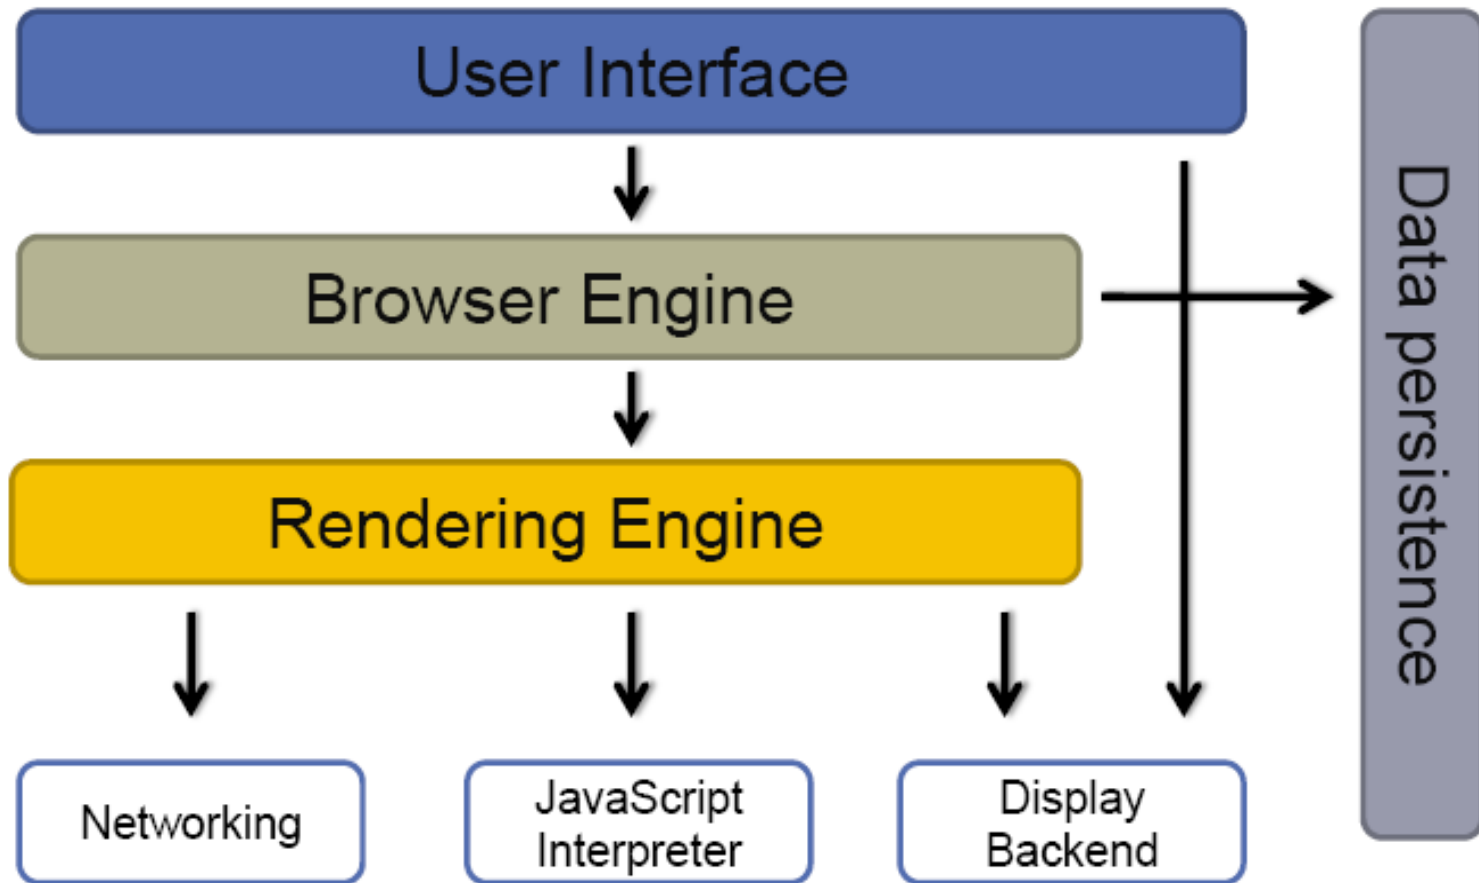 User Interface
Browser Engine
Rendering Engine
Networking
JavaScript
Interpreter
Display
Backend
Data persistence